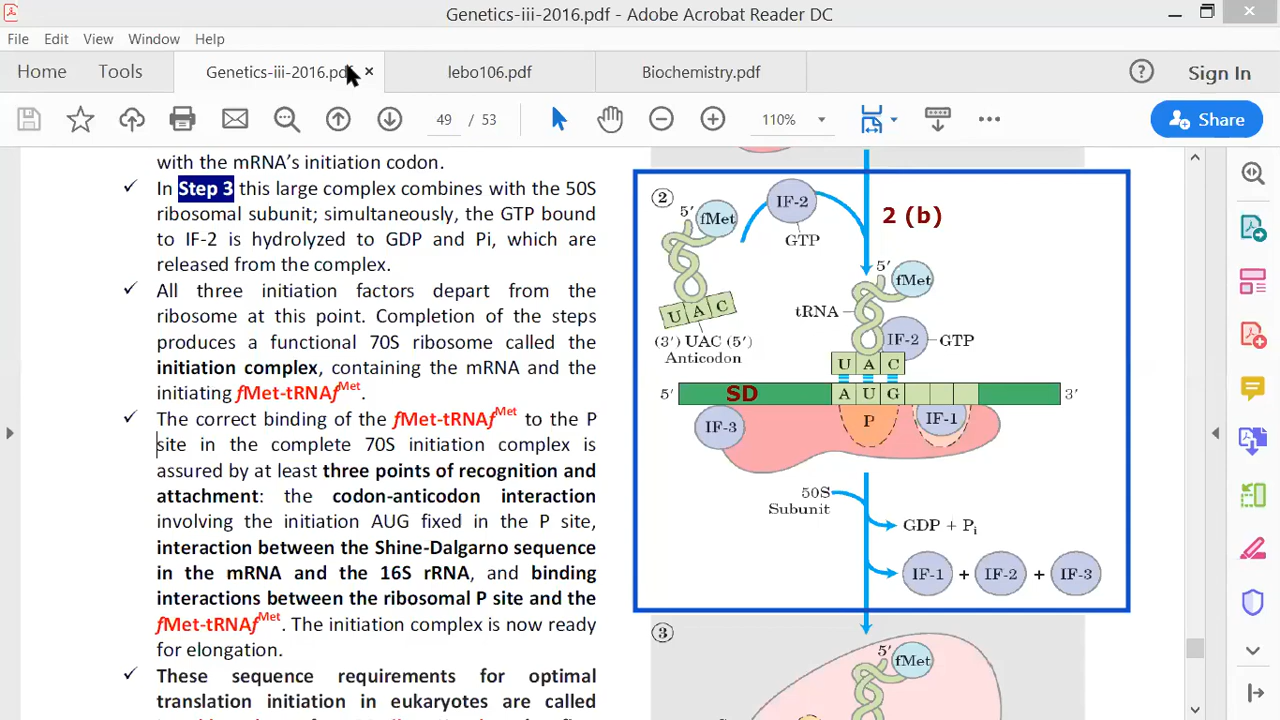 Genetics-iii-2016.pdf - Adobe Acrobat Reader DC
File Edit View Window Help
Home Tools Genetics-iii-2016.pdf × lebo106.pdf Biochemistry.pdf ? Sign In
49 / 53 110% Share
with the mRNA's initiation codon.
✓ In Step 3 this large complex combines with the 50S
ribosomal subunit; simultaneously, the GTP bound
to IF-2 is hydrolyzed to GDP and Pi, which are
released from the complex.
✓ All three initiation factors depart from the
ribosome at this point. Completion of the steps
produces a functional 70S ribosome called the
initiation complex, containing the mRNA and the
initiating fMet-tRNAfMet.
✓ The correct binding of the fMet-tRNAfMet to the P
site in the complete 70S initiation complex is
assured by at least three points of recognition and
attachment: the codon-anticodon interaction
involving the initiation AUG fixed in the P site,
interaction between the Shine-Dalgarno sequence
in the mRNA and the 16S rRNA, and binding
interactions between the ribosomal P site and the
fMet-tRNAfMet. The initiation complex is now ready
for elongation.
✓ These sequence requirements for optimal
translation initiation in eukaryotes are called
2
5′ fMet
IF-2
GTP
2 (b)
U A C
(3′) UAC (5′)
Anticodon
5′ fMet
tRNA
IF-2 GTP
U A C
5′ SD A U G 3′
IF-3 P IF-1
50S
Subunit
GDP + Pi
IF-1 + IF-2 + IF-3
3
5′ fMet